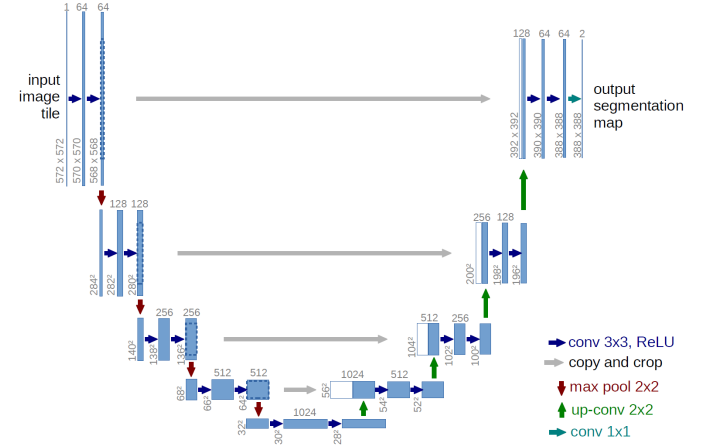 1 64 64
128 64 64 2
input
image
tile
output
segmentation
map
572 x 572
570 x 570
568 x 568
392 x 392
390 x 390
388 x 388
388 x 388
128 128
256 128
284²
282²
280²
200²
198²
196²
256 256
512 256
140²
138²
136²
104²
102²
100²
512 512
1024 512
68²
66²
64²
56²
54²
52²
1024
32²
30²
28²
conv 3x3, ReLU
copy and crop
max pool 2x2
up-conv 2x2
conv 1x1